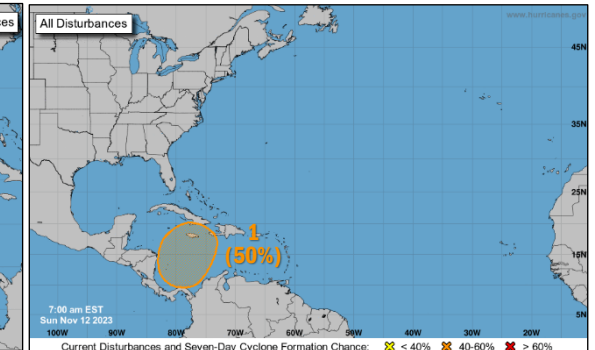 ces
All Disturbances
www.hurricanes.gov
45N
35N
25N
1
(50%)
15N
7:00 am EST
Sun Nov 12 2023
5N
100W 90W 80W 70W 60W 50W 40W 30W 20W
Current Disturbances and Seven-Day Cyclone Formation Chance: < 40% 40-60% > 60%